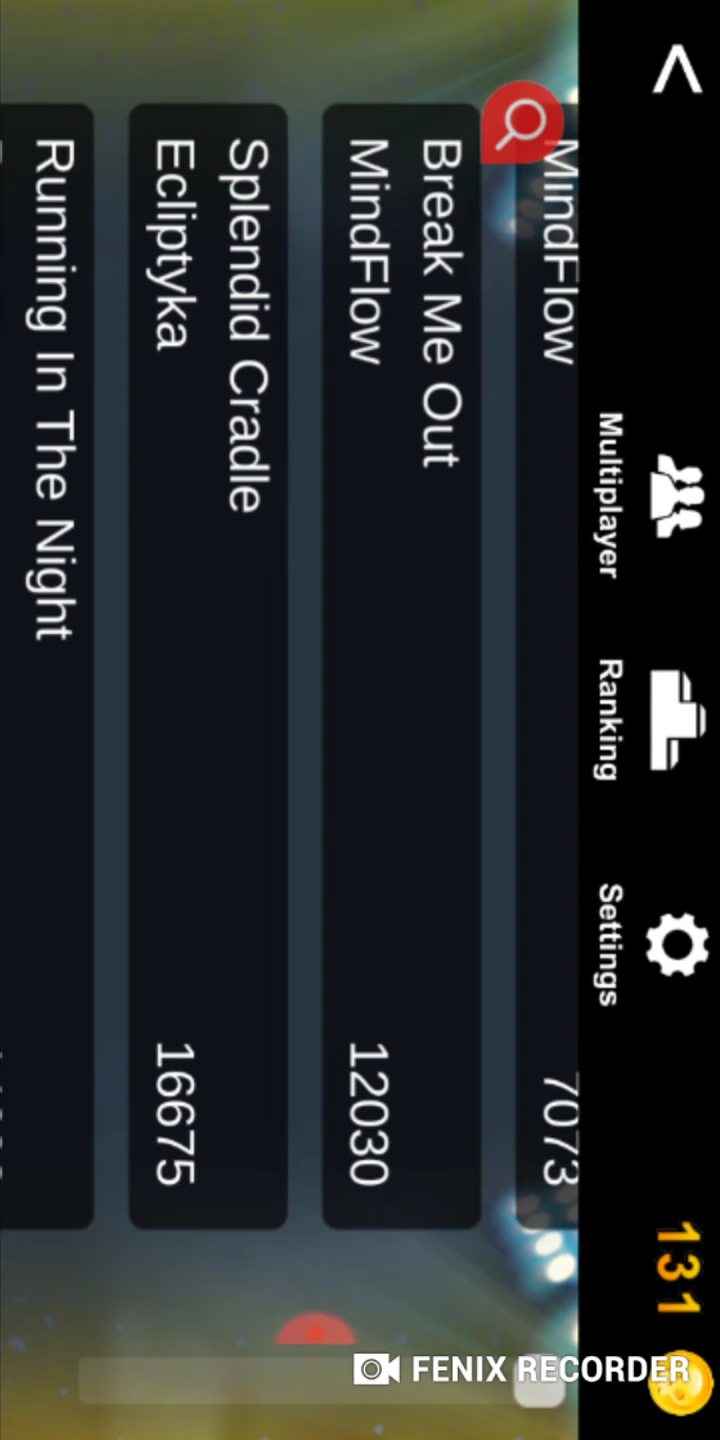 <
Multiplayer
Ranking
Settings
131
MindFlow
7073
Break Me Out
MindFlow
12030
Splendid Cradle
Ecliptyka
16675
Running In The Night
FENIX RECORDER